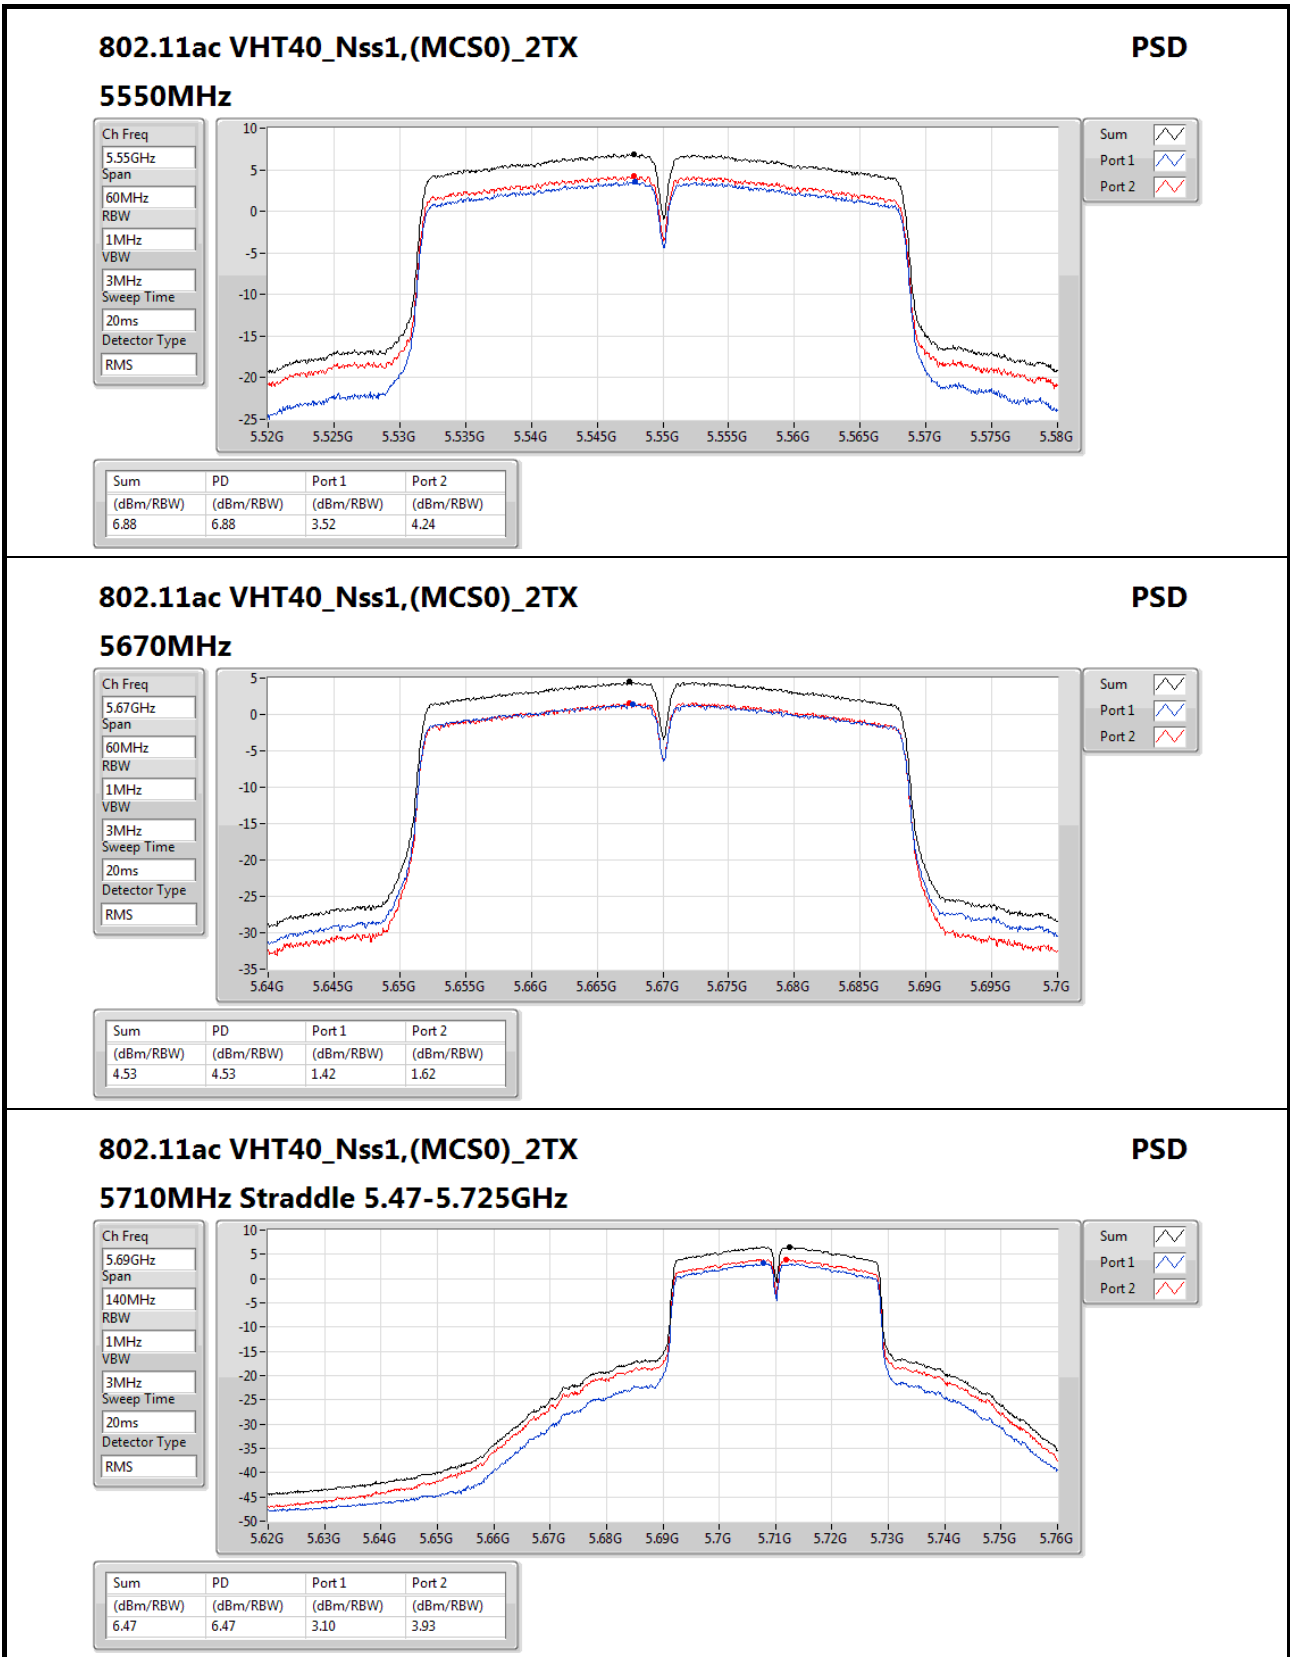 802.11ac VHT40_Nss1,(MCS0)_2TX PSD
5550MHz
Ch Freq
5.55GHz
Span
60MHz
RBW
1MHz
VBW
3MHz
Sweep Time
20ms
Detector Type
RMS
10
5
0
-5
-10
-15
-20
-25
5.52G 5.525G 5.53G 5.535G 5.54G 5.545G 5.55G 5.555G 5.56G 5.565G 5.57G 5.575G 5.58G
Sum
Port 1
Port 2
Sum PD Port 1 Port 2
(dBm/RBW) (dBm/RBW) (dBm/RBW) (dBm/RBW)
6.88 6.88 3.52 4.24
802.11ac VHT40_Nss1,(MCS0)_2TX PSD
5670MHz
Ch Freq
5.67GHz
Span
60MHz
RBW
1MHz
VBW
3MHz
Sweep Time
20ms
Detector Type
RMS
5
0
-5
-10
-15
-20
-25
-30
-35
5.64G 5.645G 5.65G 5.655G 5.66G 5.665G 5.67G 5.675G 5.68G 5.685G 5.69G 5.695G 5.7G
Sum
Port 1
Port 2
Sum PD Port 1 Port 2
(dBm/RBW) (dBm/RBW) (dBm/RBW) (dBm/RBW)
4.53 4.53 1.42 1.62
802.11ac VHT40_Nss1,(MCS0)_2TX PSD
5710MHz Straddle 5.47-5.725GHz
Ch Freq
5.69GHz
Span
140MHz
RBW
1MHz
VBW
3MHz
Sweep Time
20ms
Detector Type
RMS
10
5
0
-5
-10
-15
-20
-25
-30
-35
-40
-45
-50
5.62G 5.63G 5.64G 5.65G 5.66G 5.67G 5.68G 5.69G 5.7G 5.71G 5.72G 5.73G 5.74G 5.75G 5.76G
Sum
Port 1
Port 2
Sum PD Port 1 Port 2
(dBm/RBW) (dBm/RBW) (dBm/RBW) (dBm/RBW)
6.47 6.47 3.10 3.93